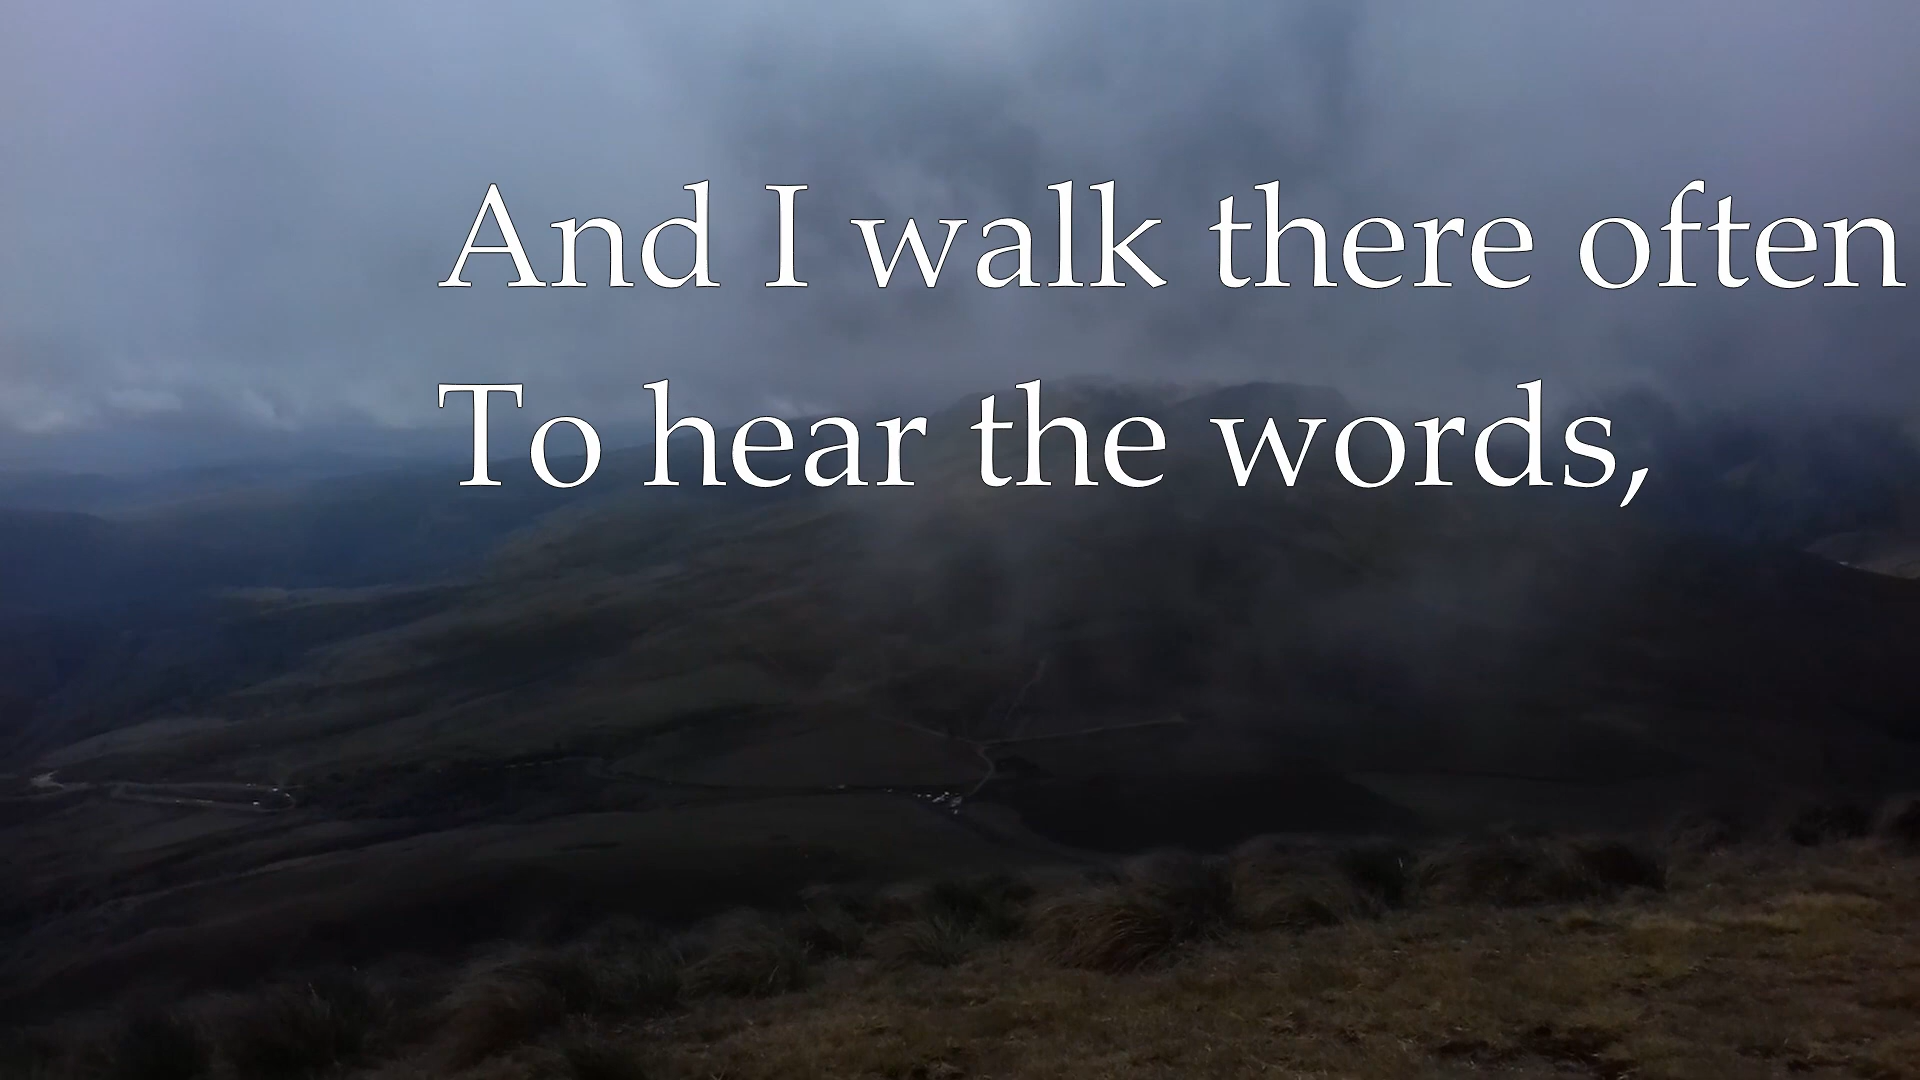 And I walk there often
To hear the words,